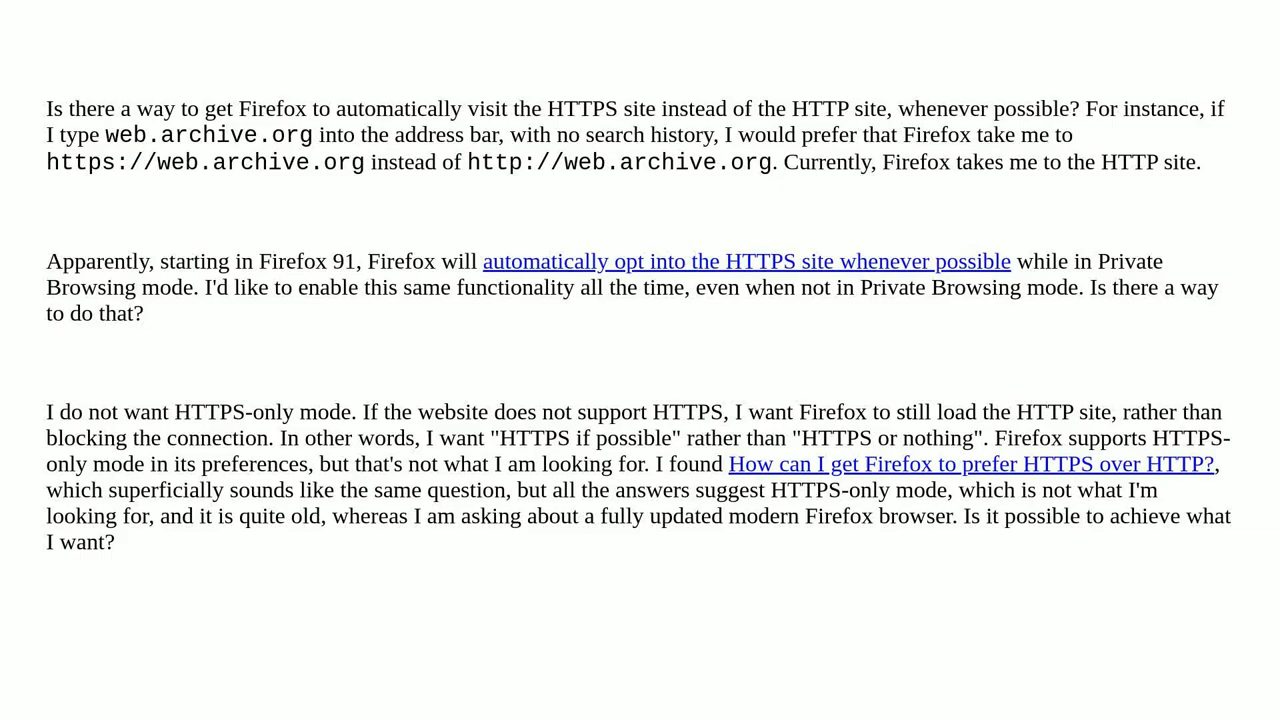 Is there a way to get Firefox to automatically visit the HTTPS site instead of the HTTP site, whenever possible? For instance, if
I type web.archive.org into the address bar, with no search history, I would prefer that Firefox take me to
https://web.archive.org instead of http://web.archive.org. Currently, Firefox takes me to the HTTP site.
Apparently, starting in Firefox 91, Firefox will automatically opt into the HTTPS site whenever possible while in Private
Browsing mode. I'd like to enable this same functionality all the time, even when not in Private Browsing mode. Is there a way
to do that?
I do not want HTTPS-only mode. If the website does not support HTTPS, I want Firefox to still load the HTTP site, rather than
blocking the connection. In other words, I want "HTTPS if possible" rather than "HTTPS or nothing". Firefox supports HTTPS-
only mode in its preferences, but that's not what I am looking for. I found How can I get Firefox to prefer HTTPS over HTTP?,
which superficially sounds like the same question, but all the answers suggest HTTPS-only mode, which is not what I'm
looking for, and it is quite old, whereas I am asking about a fully updated modern Firefox browser. Is it possible to achieve what
I want?